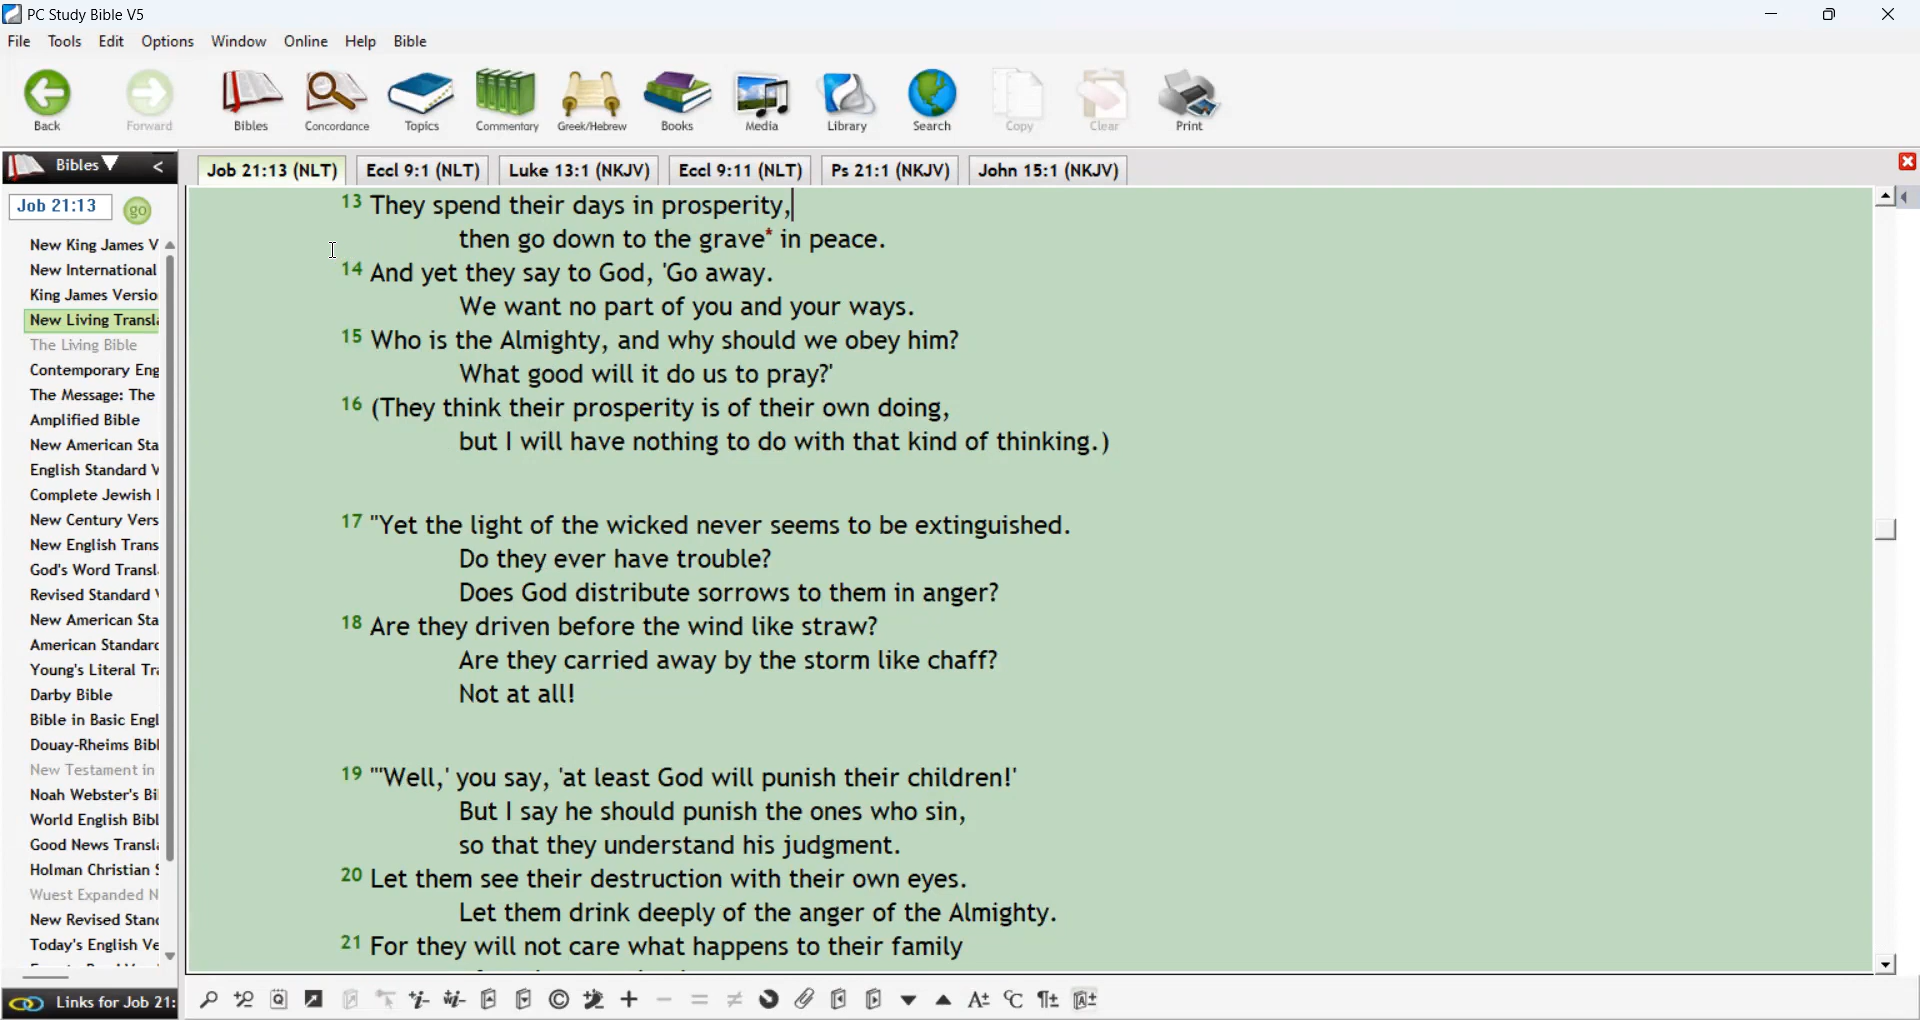 PC Study Bible V5
File Tools Edit Options Window Online Help Bible
Back Forward Bibles Concordance Topics Commentary Greek/Hebrew Books Media Library Search Copy Clear Print
Bibles <
Job 21:13 (NLT) Eccl 9:1 (NLT) Luke 13:1 (NKJV) Eccl 9:11 (NLT) Ps 21:1 (NKJV) John 15:1 (NKJV)
Job 21:13 go
New King James V
New International
King James Versio
New Living Transla
The Living Bible
Contemporary Eng
The Message: The
Amplified Bible
New American Sta
English Standard V
Complete Jewish
New Century Vers
New English Trans
God's Word Transl
Revised Standard
New American Sta
American Standard
Young's Literal Tra
Darby Bible
Bible in Basic Engl
Douay-Rheims Bibl
New Testament in
Noah Webster's Bi
World English Bibl
Good News Transla
Holman Christian S
Wuest Expanded N
New Revised Stand
Today's English Ve
Links for Job 21:
13 They spend their days in prosperity,
then go down to the grave* in peace.
14 And yet they say to God, 'Go away.
We want no part of you and your ways.
15 Who is the Almighty, and why should we obey him?
What good will it do us to pray?'
16 (They think their prosperity is of their own doing,
but I will have nothing to do with that kind of thinking.)
17 "Yet the light of the wicked never seems to be extinguished.
Do they ever have trouble?
Does God distribute sorrows to them in anger?
18 Are they driven before the wind like straw?
Are they carried away by the storm like chaff?
Not at all!
19 "'Well,' you say, 'at least God will punish their children!'
But I say he should punish the ones who sin,
so that they understand his judgment.
20 Let them see their destruction with their own eyes.
Let them drink deeply of the anger of the Almighty.
21 For they will not care what happens to their family